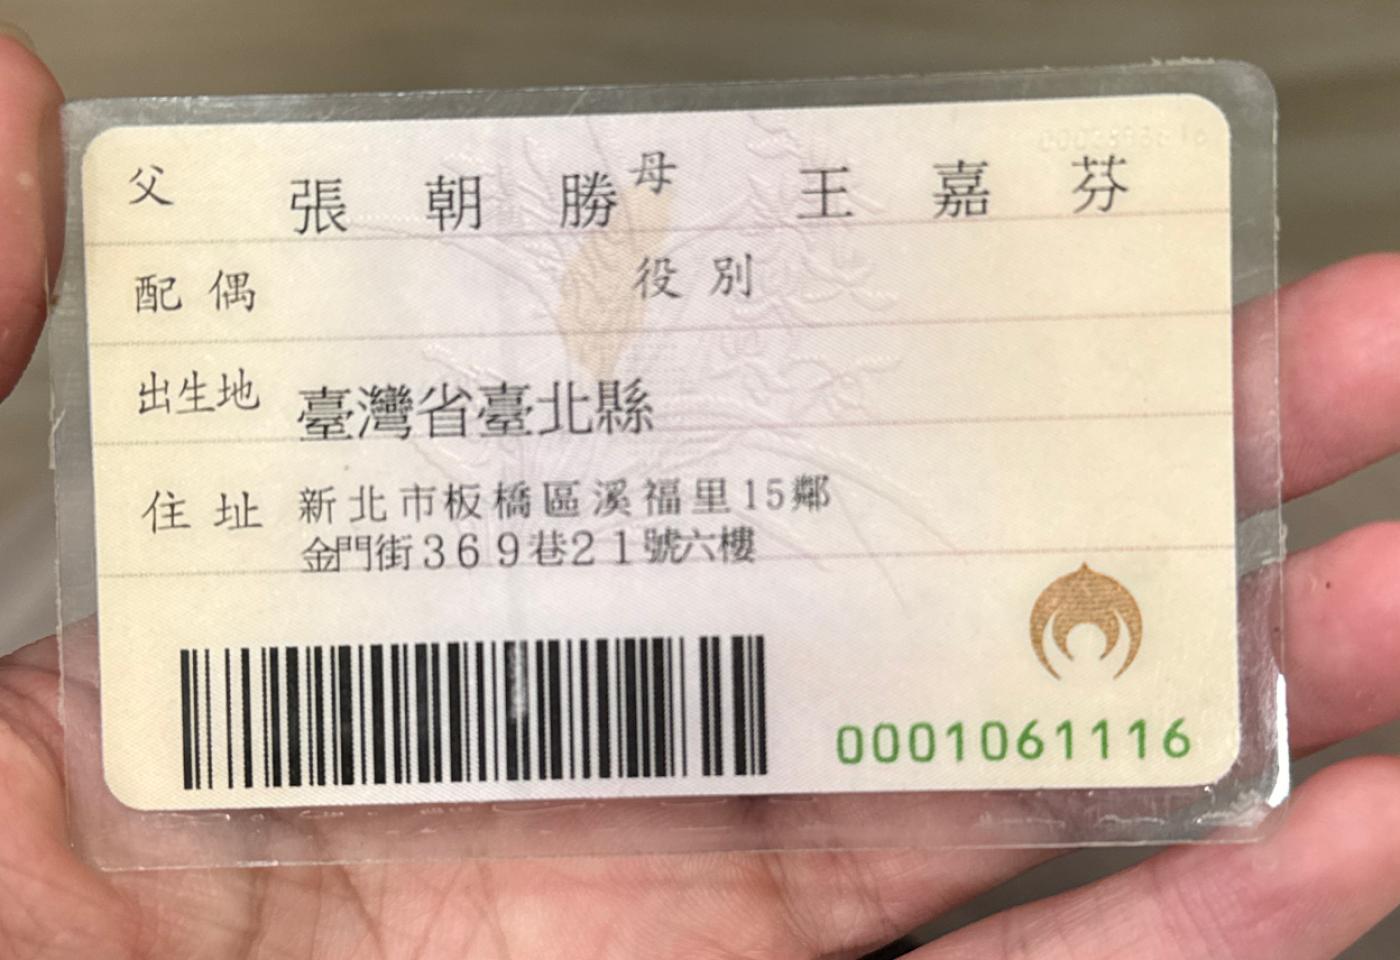 父 張朝勝 母 王嘉芬
配偶 役別
出生地 臺灣省臺北縣
住址 新北市板橋區溪福里15鄰
金門街369巷21號六樓
0001061116